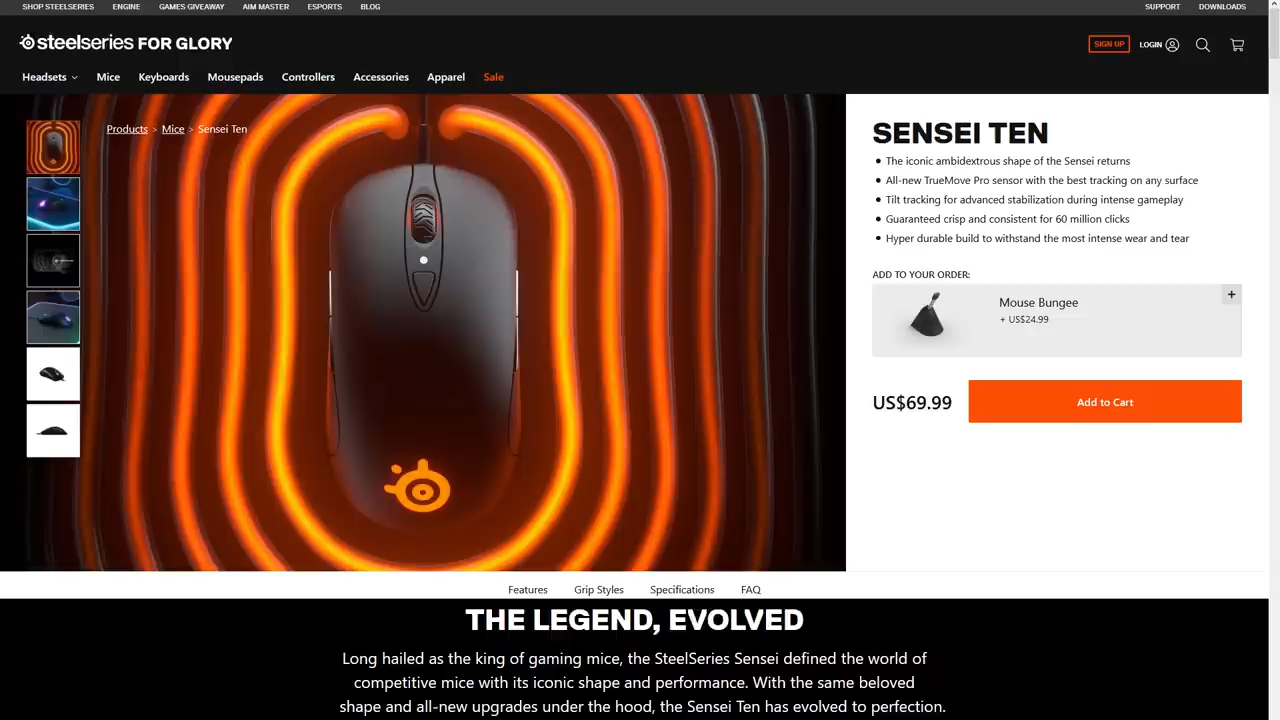 SHOP STEELSERIES ENGINE GAMES GIVEAWAY AIM MASTER ESPORTS BLOG SUPPORT DOWNLOADS
steelseries FOR GLORY
SIGN UP LOGIN
Headsets Mice Keyboards Mousepads Controllers Accessories Apparel Sale
Products > Mice > Sensei Ten
SENSEI TEN
• The iconic ambidextrous shape of the Sensei returns
• All-new TrueMove Pro sensor with the best tracking on any surface
• Tilt tracking for advanced stabilization during intense gameplay
• Guaranteed crisp and consistent for 60 million clicks
• Hyper durable build to withstand the most intense wear and tear
ADD TO YOUR ORDER:
Mouse Bungee
+ US$24.99
+
US$69.99 Add to Cart
Features Grip Styles Specifications FAQ
THE LEGEND, EVOLVED
Long hailed as the king of gaming mice, the SteelSeries Sensei defined the world of
competitive mice with its iconic shape and performance. With the same beloved
shape and all-new upgrades under the hood, the Sensei Ten has evolved to perfection.